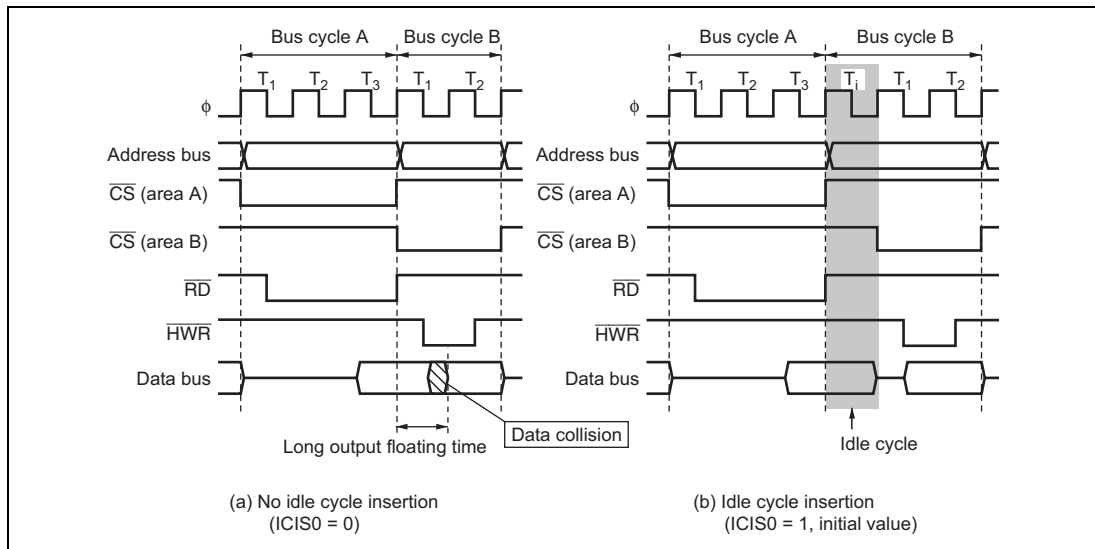 Bus cycle A
Bus cycle B
T1 T2 T3 T1 T2
ϕ
Address bus
CS (area A)
CS (area B)
RD
HWR
Data bus
Long output floating time
Data collision
(a) No idle cycle insertion
(ICIS0 = 0)
Bus cycle A
Bus cycle B
T1 T2 T3 Ti T1 T2
ϕ
Address bus
CS (area A)
CS (area B)
RD
HWR
Data bus
Idle cycle
(b) Idle cycle insertion
(ICIS0 = 1, initial value)